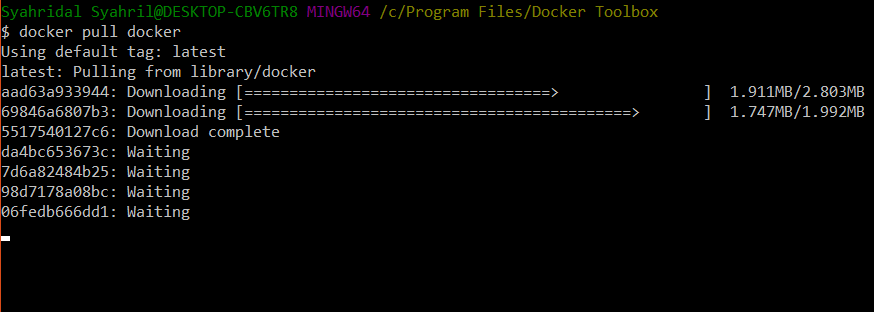 Syahridal Syahril@DESKTOP-CBV6TR8 MINGW64 /c/Program Files/Docker Toolbox
$ docker pull docker
Using default tag: latest
latest: Pulling from library/docker
aad63a933944: Downloading [==================================>                ]  1.911MB/2.803MB
69846a6807b3: Downloading [===========================================>       ]  1.747MB/1.992MB
5517540127c6: Download complete
da4bc653673c: Waiting
7d6a82484b25: Waiting
98d7178a08bc: Waiting
06fedb666dd1: Waiting